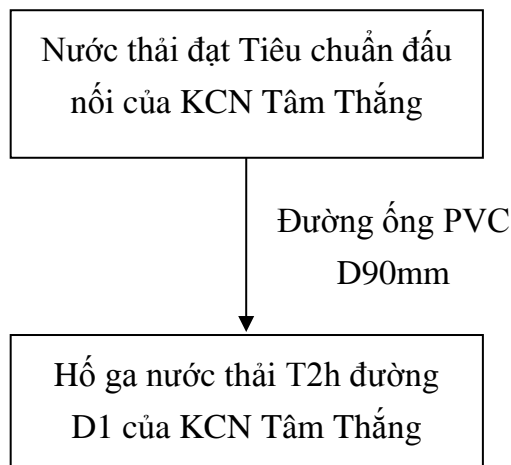 Nước thải đạt Tiêu chuẩn đấu
nối của KCN Tâm Thắng
Đường ống PVC
D90mm
Hố ga nước thải T2h đường
D1 của KCN Tâm Thắng